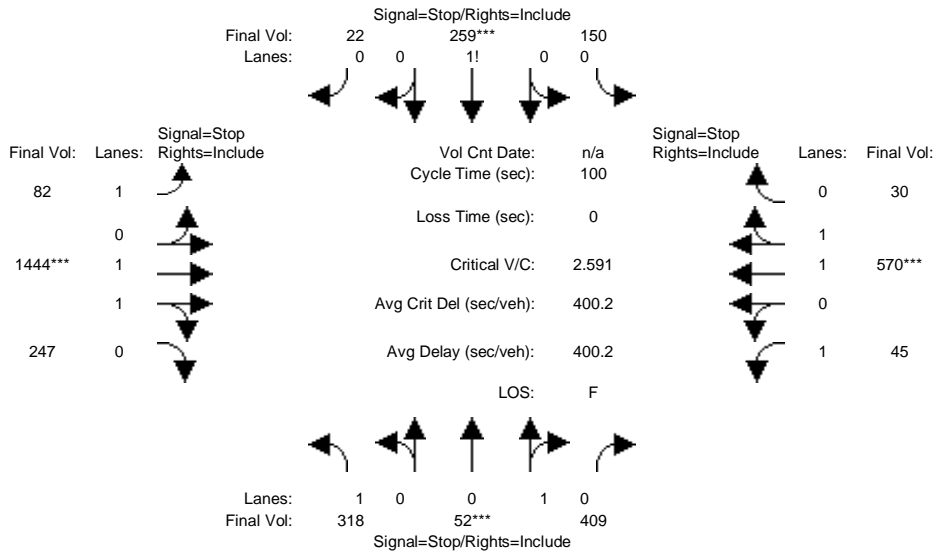 Signal=Stop/Rights=Include
Final Vol: 22 259*** 150
Lanes: 0 0 1! 0 0
Signal=Stop Signal=Stop
Final Vol: Lanes: Rights=Include Vol Cnt Date: n/a Rights=Include Lanes: Final Vol:
Cycle Time (sec): 100
82 1 0 30
Loss Time (sec): 0
0 1
1444*** 1 Critical V/C: 2.591 1 570***
1 Avg Crit Del (sec/veh): 400.2 0
247 0 Avg Delay (sec/veh): 400.2 1 45
LOS: F
Lanes: 1 0 0 1 0
Final Vol: 318 52*** 409
Signal=Stop/Rights=Include